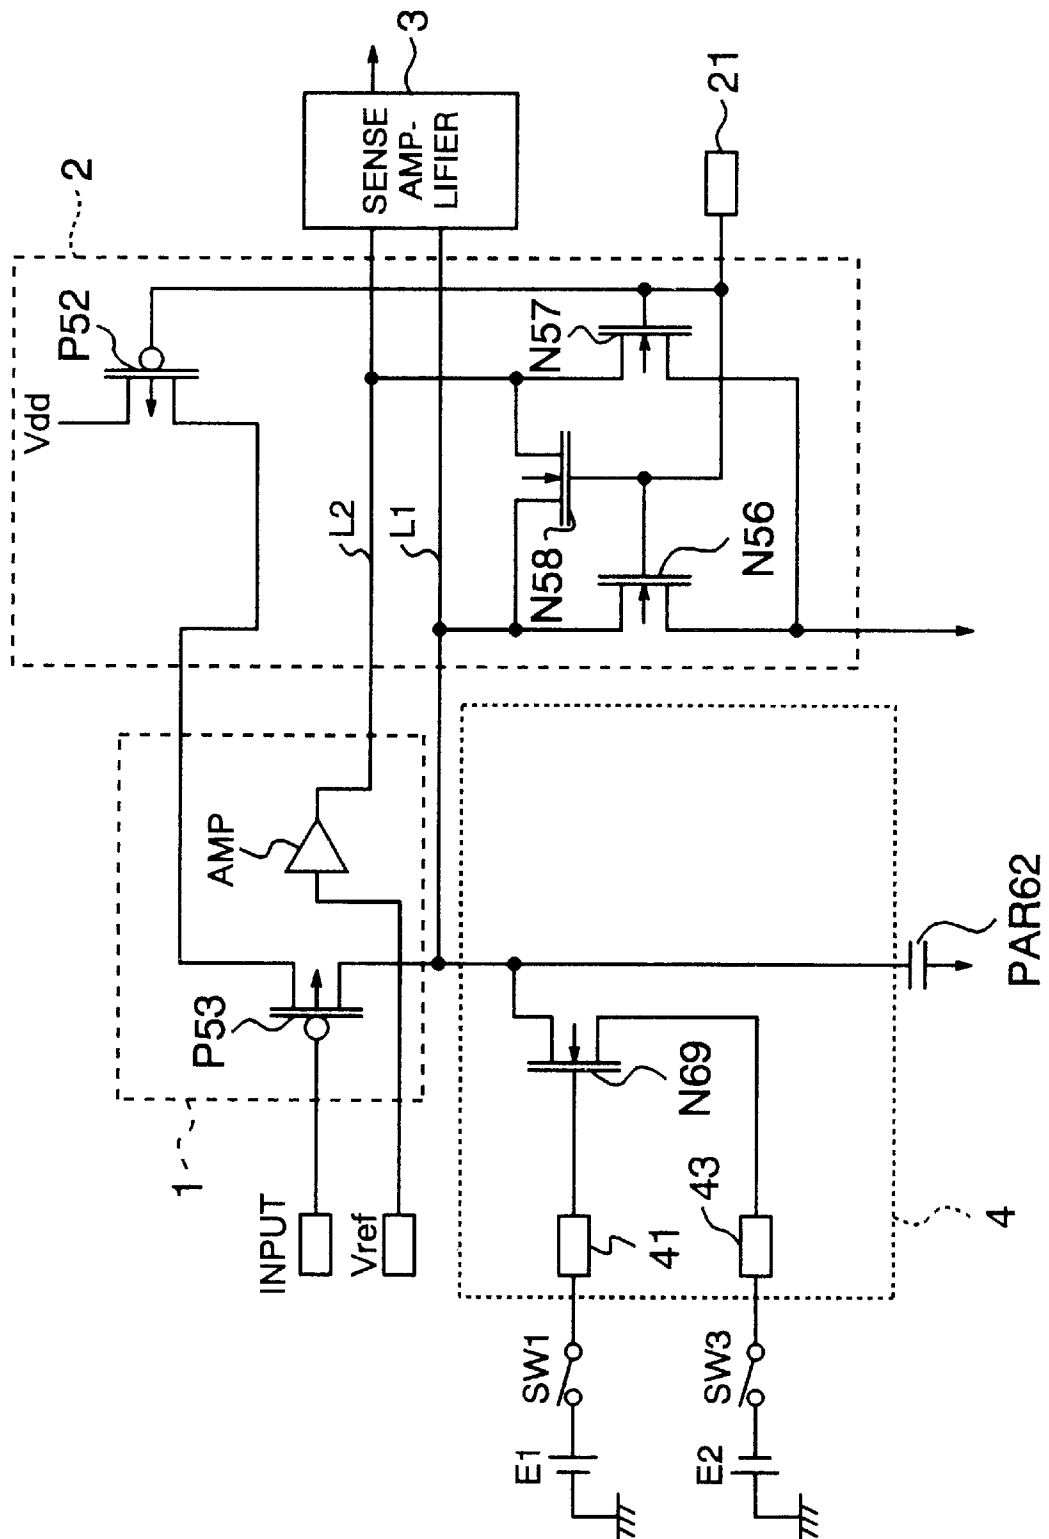 2
3
Vdd
P52
SENSE
AMP-
LIFIER
21
L2
L1
N57
N58
N56
1
P53
AMP
INPUT
Vref
N69
41
43
4
PAR62
SW1
SW3
E1
E2